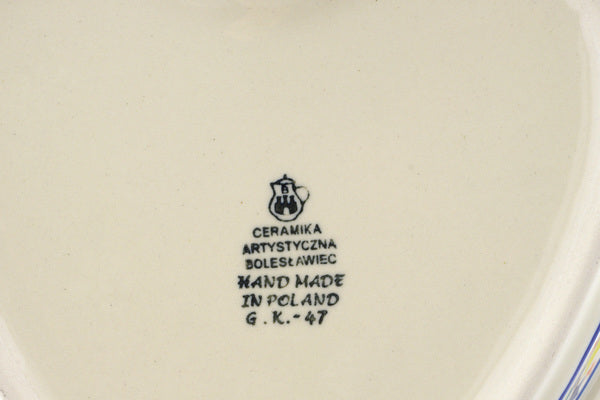 B
CERAMIKA
ARTYSTYCZNA
BOLESŁAWIEC
HAND MADE
IN POLAND
G.K.-47